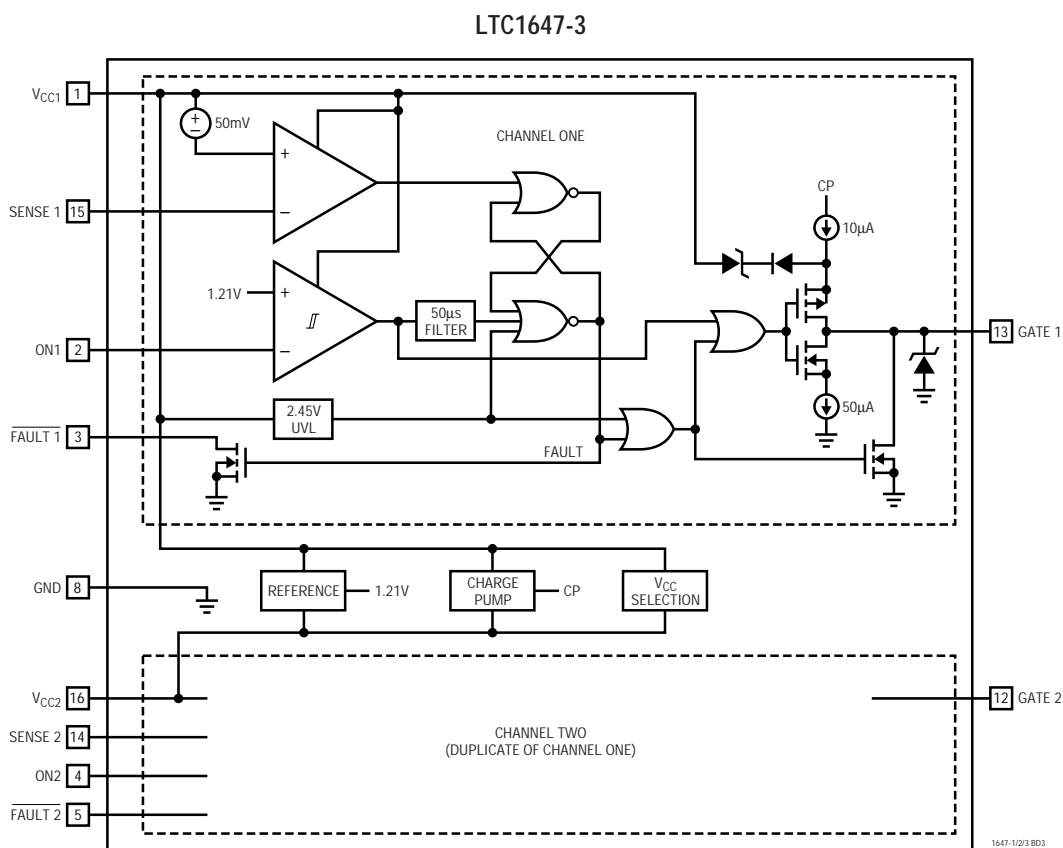 LTC1647-3
VCC1 1
+
−
50mV
CHANNEL ONE
+
−
SENSE 1 15
CP
10µA
1.21V
+
−
50µs
FILTER
ON1 2
13 GATE 1
2.45V
UVL
50µA
FAULT 1 3
FAULT
GND 8
REFERENCE
1.21V
CHARGE
PUMP
CP
VCC
SELECTION
VCC2 16
12 GATE 2
SENSE 2 14
CHANNEL TWO
(DUPLICATE OF CHANNEL ONE)
ON2 4
FAULT 2 5
1647-1/2/3 BD3